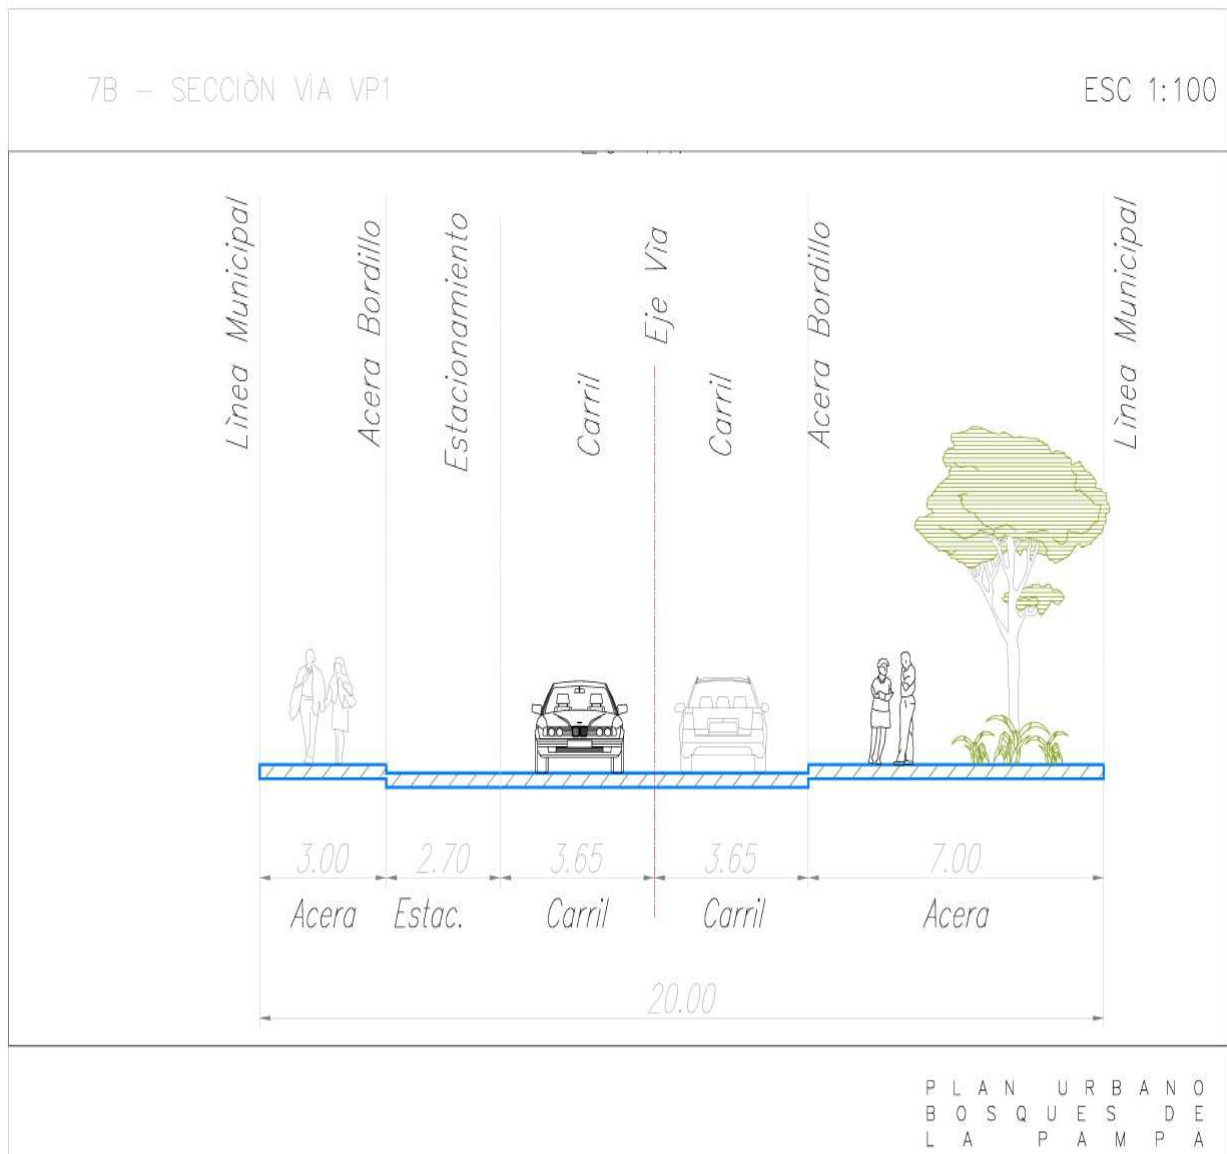 7B - SECCIÒN VÍA VP1
ESC 1:100
Lìnea Municipal
Acera Bordillo
Estacionamiento
Carril
Eje Vìa
Carril
Acera Bordillo
Lìnea Municipal
3.00
2.70
3.65
3.65
7.00
Acera
Estac.
Carril
Carril
Acera
20.00
PLAN URBANO
BOSQUES DE
LA PAMPA